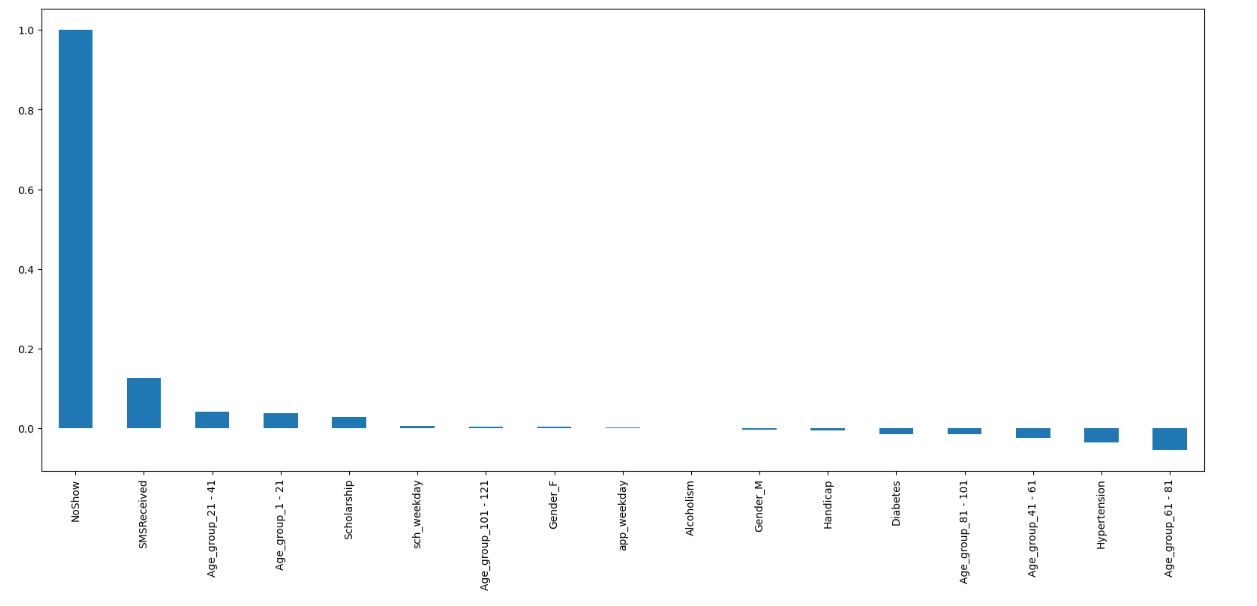 1.0
0.8
0.6
0.4
0.2
0.0
NoShow
SMSReceived
Age_group_21 - 41
Age_group_1 - 21
Scholarship
sch_weekday
Age_group_101 - 121
Gender_F
app_weekday
Alcoholism
Gender_M
Handicap
Diabetes
Age_group_81 - 101
Age_group_41 - 61
Hypertension
Age_group_61 - 81